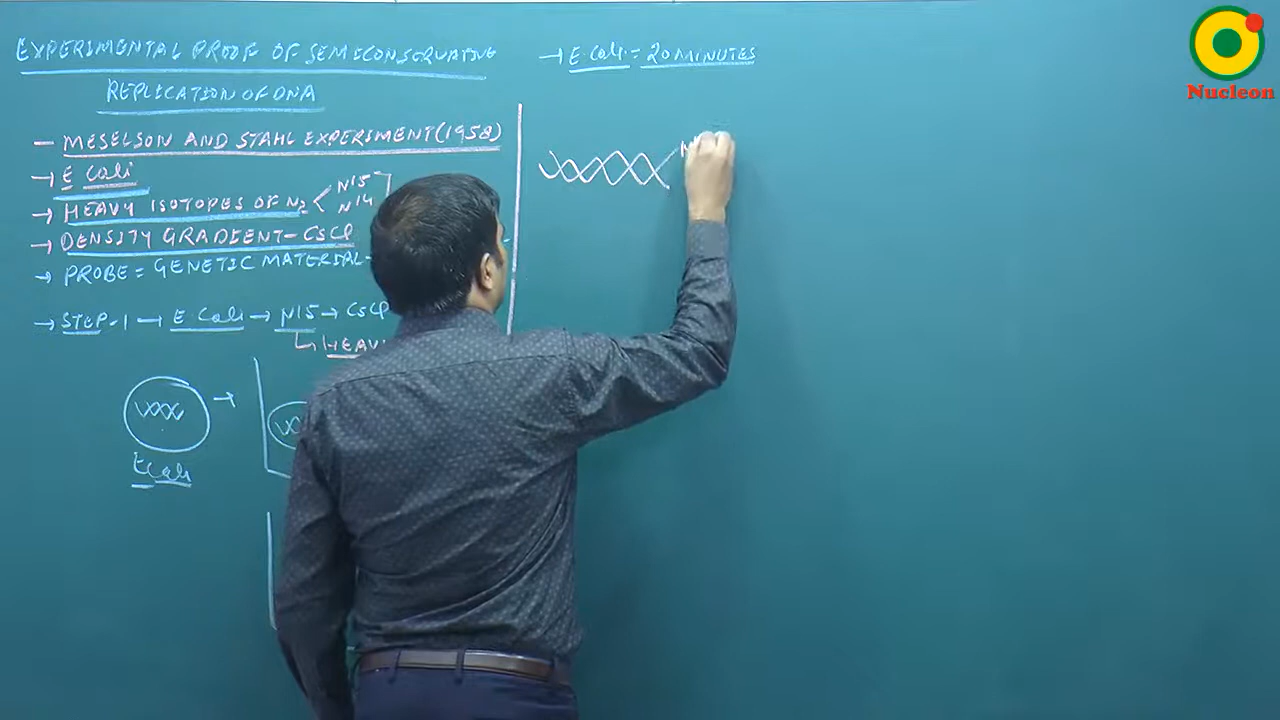 EXPERIMENTAL PROOF OF SEMICONSERVATIVE
REPLICATION OF DNA
— MESELSON AND STAHL EXPERIMENT (1958)
→ E Coli
→ HEAVY ISOTOPES OF N2 < N15
N14
→ DENSITY GRADIENT - CSCL
→ PROBE = GENETIC MATERIAL -
→ STEP-1 → E Coli → N15 → CSCL
HEAV
E Coli
→ E. Coli = 20 MINUTES
Nucleon